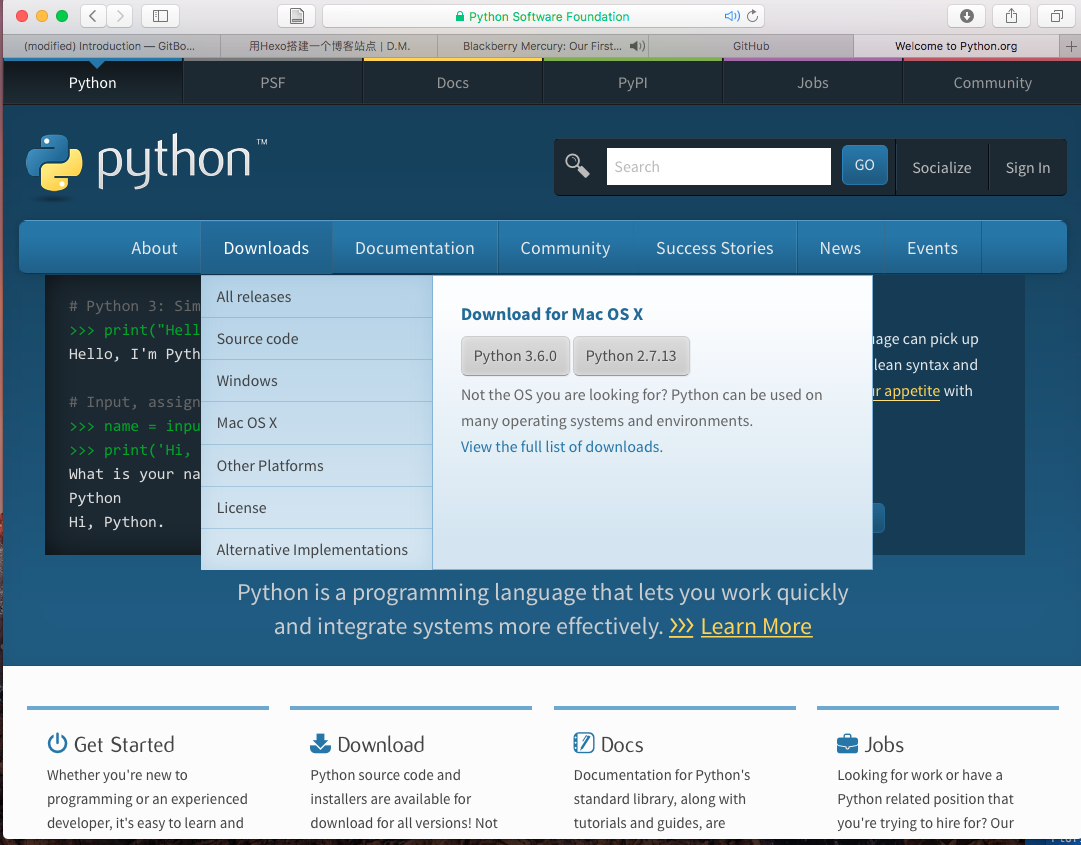 Python Software Foundation
(modified) Introduction — GitBo...
用Hexo搭建一个博客站点 | D.M.
Blackberry Mercury: Our First...
GitHub
Welcome to Python.org
Python
PSF
Docs
PyPI
Jobs
Community
python™
Search
GO
Socialize
Sign In
About
Downloads
Documentation
Community
Success Stories
News
Events
# Python 3: Sim
>>> print("Hell
Hello, I'm Pyth
# Input, assign
>>> name = inpu
>>> print('Hi,
What is your na
Python
Hi, Python.
All releases
Source code
Windows
Mac OS X
Other Platforms
License
Alternative Implementations
Download for Mac OS X
Python 3.6.0
Python 2.7.13
Not the OS you are looking for? Python can be used on
many operating systems and environments.
View the full list of downloads.
age can pick up
lean syntax and
r appetite with
Python is a programming language that lets you work quickly
and integrate systems more effectively. >>> Learn More
Get Started
Whether you're new to
programming or an experienced
developer, it's easy to learn and
Download
Python source code and
installers are available for
download for all versions! Not
Docs
Documentation for Python's
standard library, along with
tutorials and guides, are
Jobs
Looking for work or have a
Python related position that
you're trying to hire for? Our